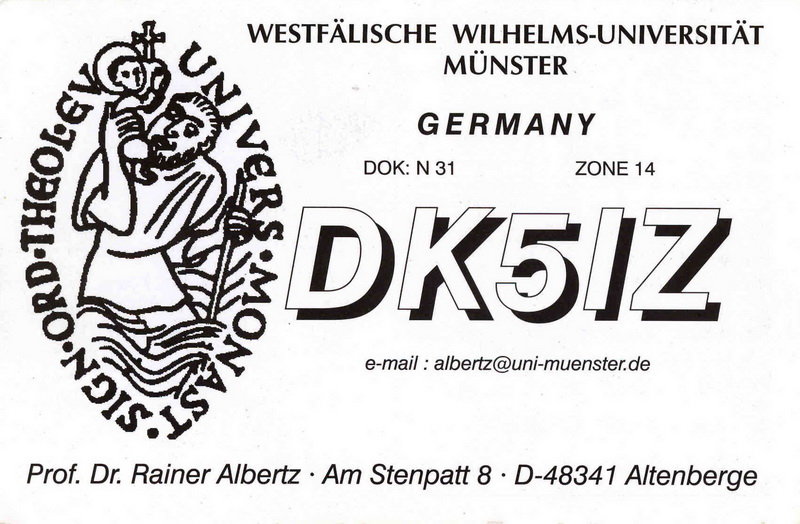 WESTFÄLISCHE WILHELMS-UNIVERSITÄT
MÜNSTER
GERMANY
DOK: N 31 ZONE 14
DK5IZ
e-mail : albertz@uni-muenster.de
SIGN·ORD·THEOL·EV
UNIVERS·MONAST·
Prof. Dr. Rainer Albertz · Am Stenpatt 8 · D-48341 Altenberge